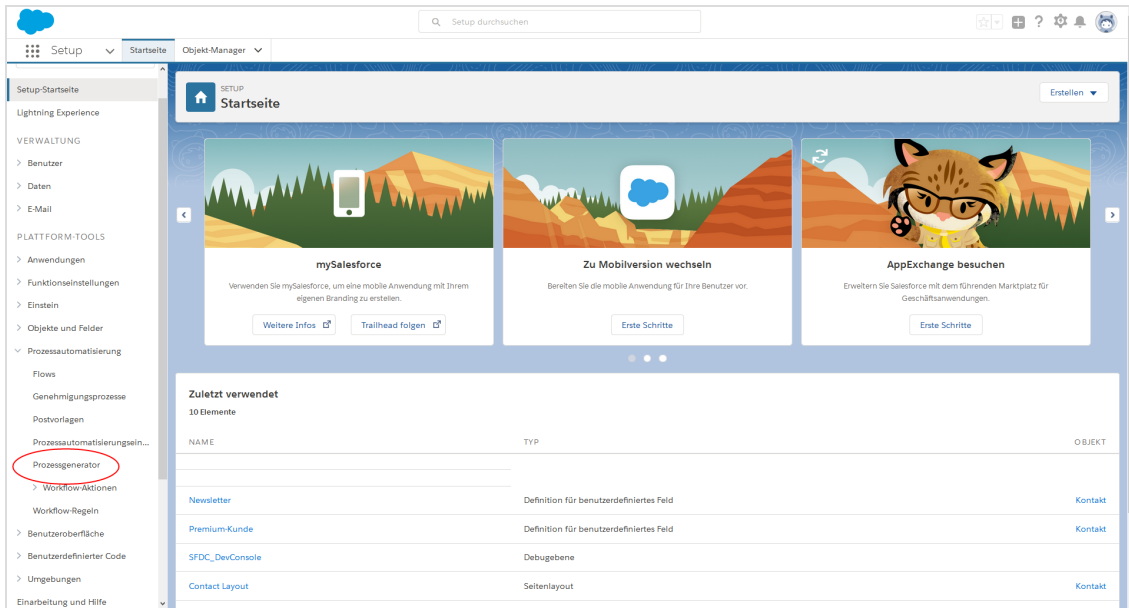 Setup durchsuchen
Setup
Startseite
Objekt-Manager
Setup-Startseite
Lightning Experience
VERWALTUNG
Benutzer
Daten
E-Mail
PLATTFORM-TOOLS
Anwendungen
Funktionseinstellungen
Einstein
Objekte und Felder
Prozessautomatisierung
Flows
Genehmigungsprozesse
Postvorlagen
Prozessautomatisierungsein...
Prozessgenerator
Workflow-Aktionen
Workflow-Regeln
Benutzeroberfläche
Benutzerdefinierter Code
Umgebungen
Einarbeitung und Hilfe
SETUP
Startseite
Erstellen
mySalesforce
Verwenden Sie mySalesforce, um eine mobile Anwendung mit Ihrem
eigenen Branding zu erstellen.
Weitere Infos
Trailhead folgen
Zu Mobilversion wechseln
Bereiten Sie die mobile Anwendung für Ihre Benutzer vor.
Erste Schritte
AppExchange besuchen
Erweitern Sie Salesforce mit dem führenden Marktplatz für
Geschäftsanwendungen.
Erste Schritte
Zuletzt verwendet
10 Elemente
NAME TYP OBJEKT
Newsletter Definition für benutzerdefiniertes Feld Kontakt
Premium-Kunde Definition für benutzerdefiniertes Feld Kontakt
SFDC_DevConsole Debugebene
Contact Layout Seitenlayout Kontakt